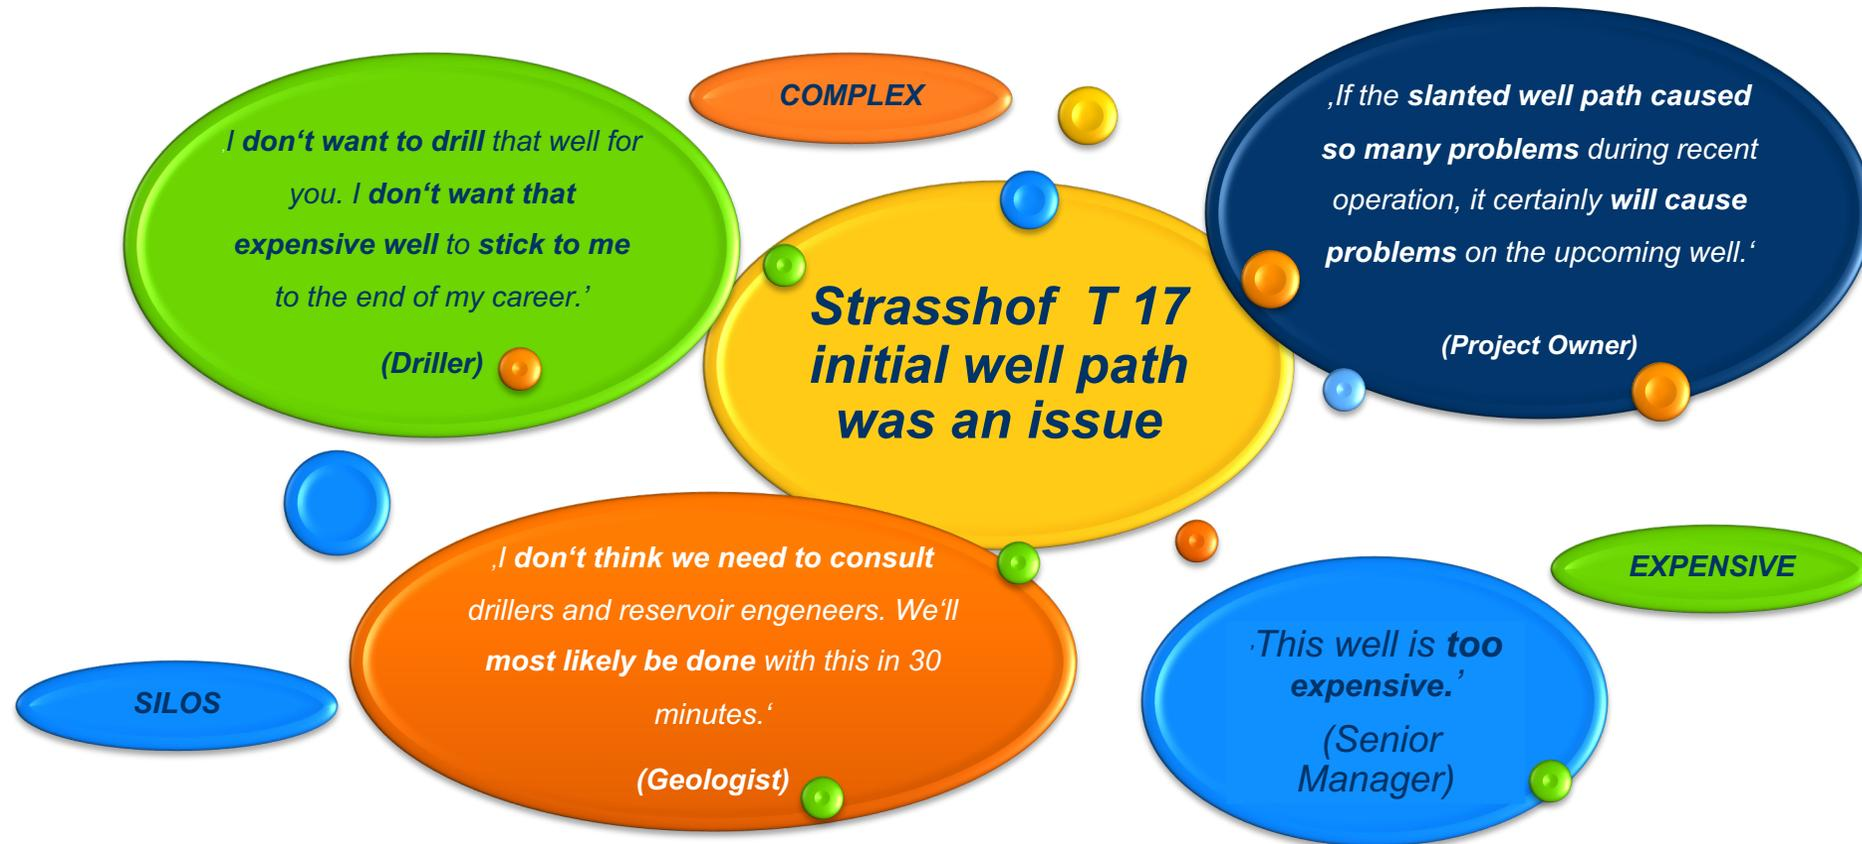 ‚I don‘t want to drill that well for
you. I don‘t want that
expensive well to stick to me
to the end of my career.’
(Driller)
COMPLEX
‚If the slanted well path caused
so many problems during recent
operation, it certainly will cause
problems on the upcoming well.‘
(Project Owner)
Strasshof T 17
initial well path
was an issue
‚I don‘t think we need to consult
drillers and reservoir engeneers. We‘ll
most likely be done with this in 30
minutes.‘
(Geologist)
SILOS
EXPENSIVE
’This well is too
expensive.’
(Senior
Manager)